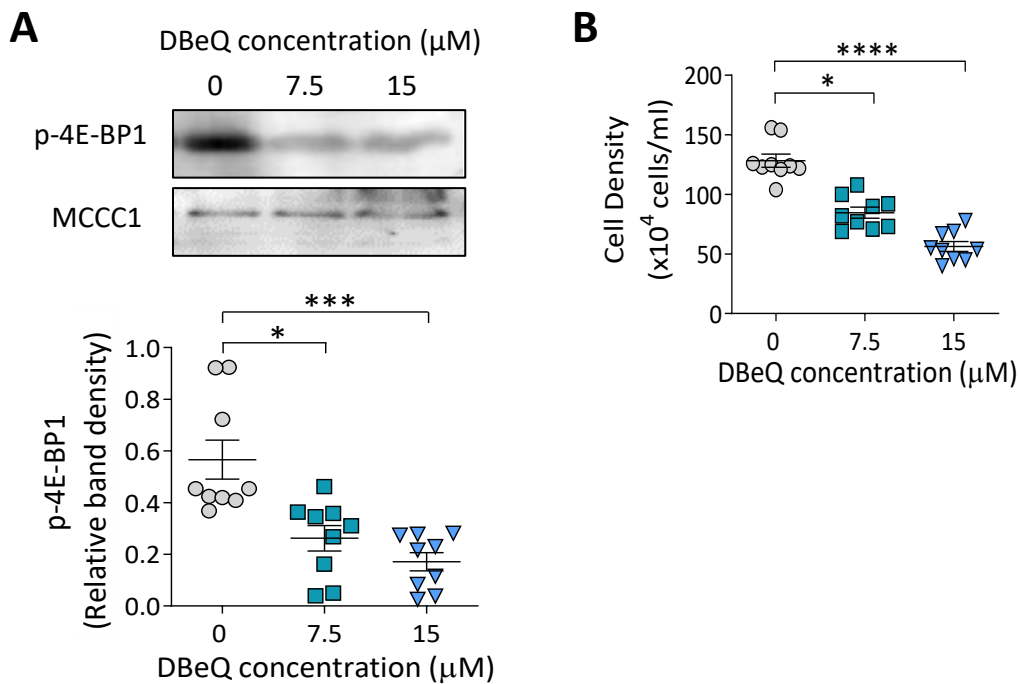 A
DBeQ concentration (μM)
0 7.5 15
p-4E-BP1
MCCC1
***
*
1.0
0.8
0.6
0.4
0.2
0.0
p-4E-BP1
(Relative band density)
0 7.5 15
DBeQ concentration (μM)
B
****
*
200
150
100
50
0
Cell Density
(x10⁴ cells/ml)
0 7.5 15
DBeQ concentration (μM)